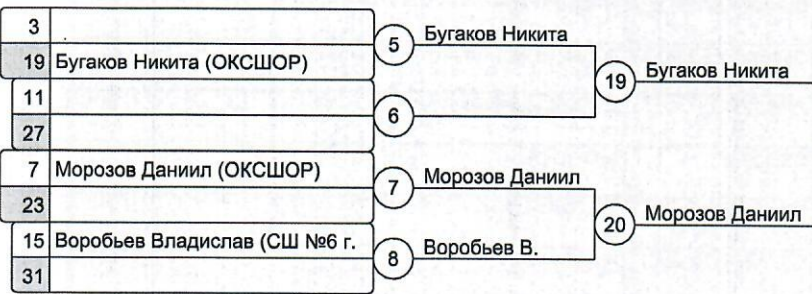 3
19 Бугаков Никита (ОКСШОР)
5 Бугаков Никита
19 Бугаков Никита
11
27
6
7 Морозов Даниил (ОКСШОР)
23
7 Морозов Даниил
20 Морозов Даниил
15 Воробьев Владислав (СШ №6 г.
31
8 Воробьев В.